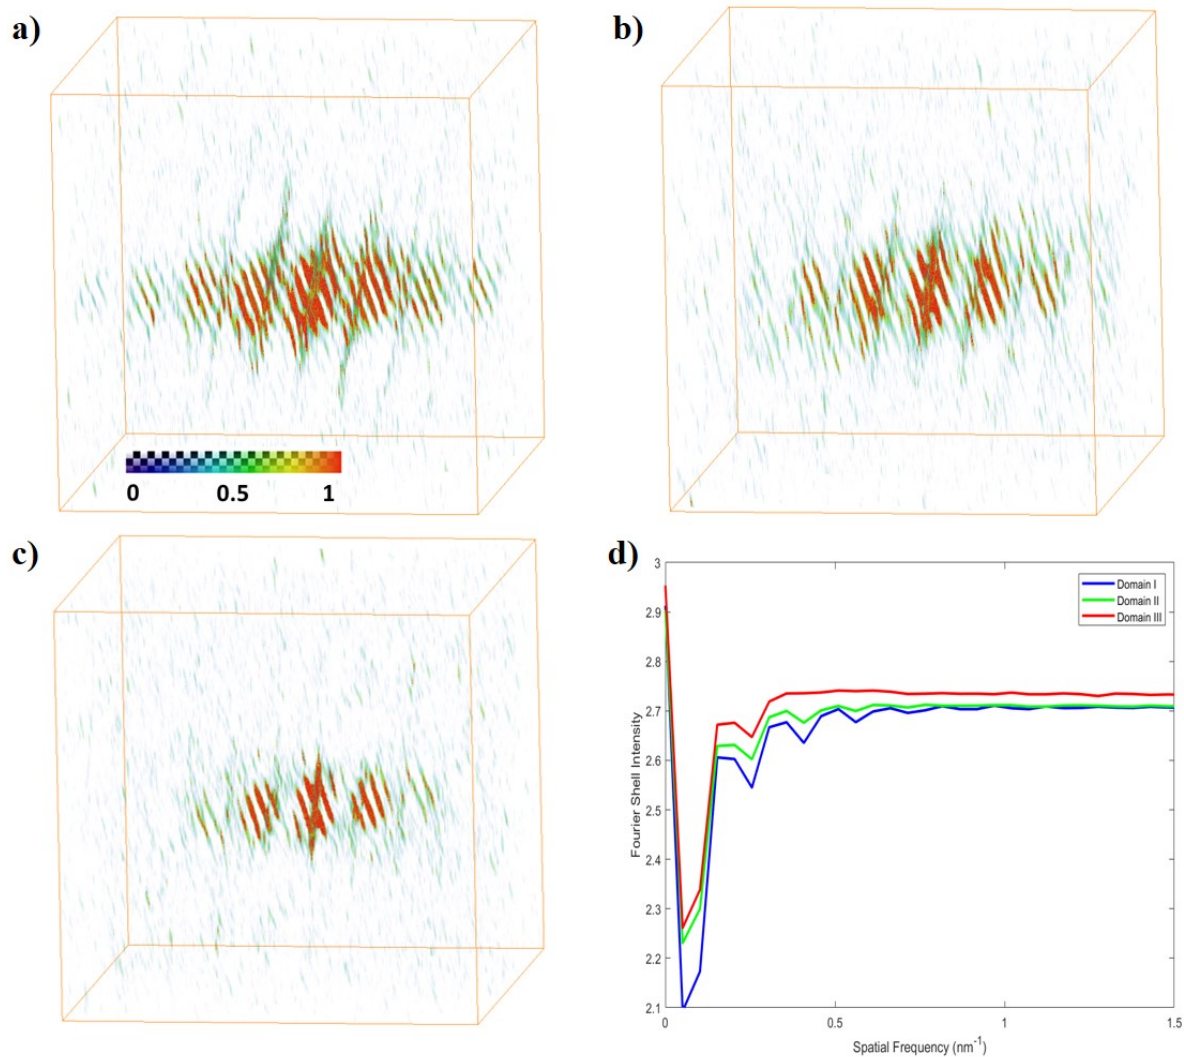 a)
b)
0
0.5
1
c)
d)
3
2.9
2.8
2.7
2.6
2.5
2.4
2.3
2.2
2.1
Fourier Shell Intensity
Domain I
Domain II
Domain III
0
0.5
1
1.5
Spatial Frequency (nm⁻¹)